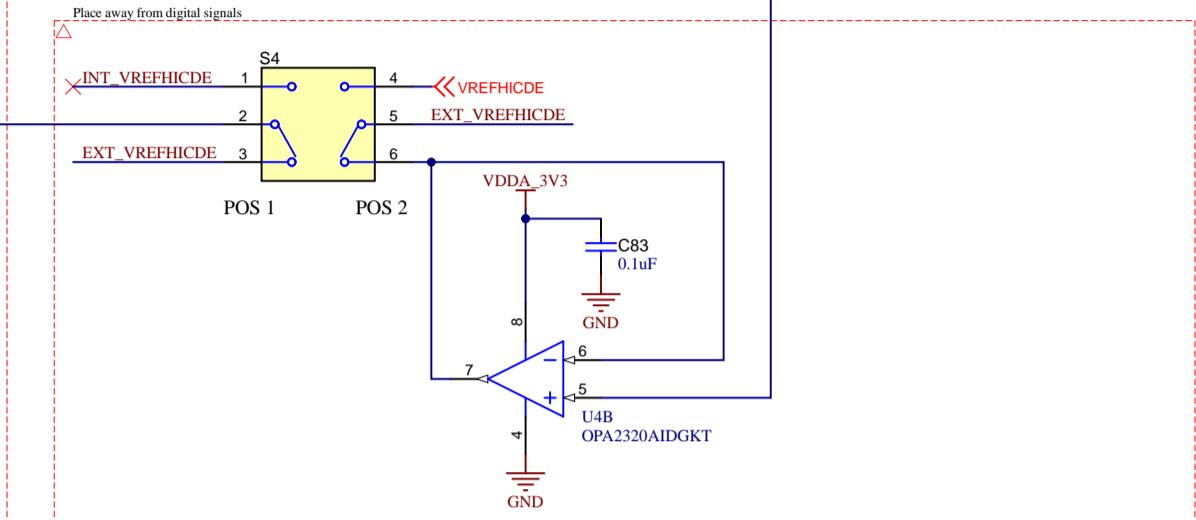 Place away from digital signals
S4
INT_VREFHICDE 1
4 VREFHICDE
2
5 EXT_VREFHICDE
EXT_VREFHICDE 3
6
VDDA_3V3
POS 1
POS 2
C83
0.1uF
8
GND
6
7
5
U4B
4
OPA2320AIDGKT
GND